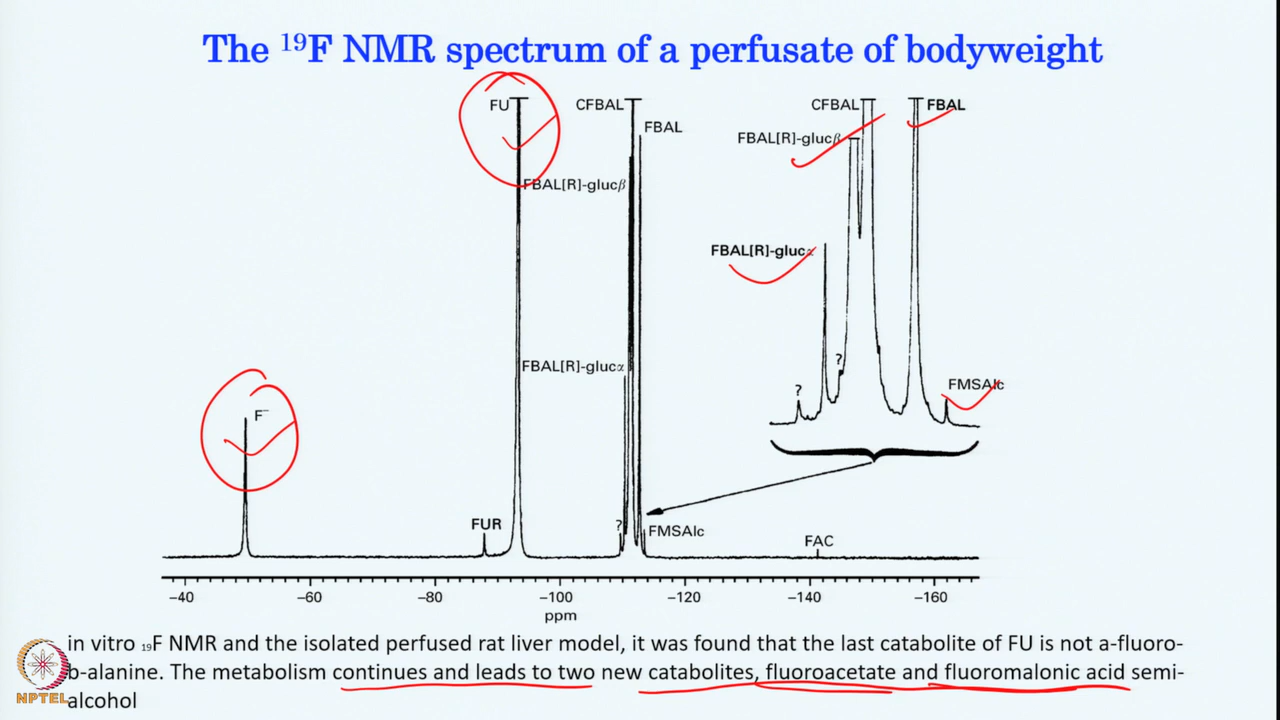 The ¹⁹F NMR spectrum of a perfusate of bodyweight
FU
CFBAL
FBAL
FBAL[R]-glucβ
FBAL[R]-glucα
F⁻
FUR
?
FMSAlc
FAC
CFBAL
FBAL
FBAL[R]-glucβ
FBAL[R]-glucα
?
?
FMSAlc
−40 −60 −80 −100 −120 −140 −160
ppm
in vitro ₁₉F NMR and the isolated perfused rat liver model, it was found that the last catabolite of FU is not a-fluoro-
b-alanine. The metabolism continues and leads to two new catabolites, fluoroacetate and fluoromalonic acid semi-
alcohol
NPTEL